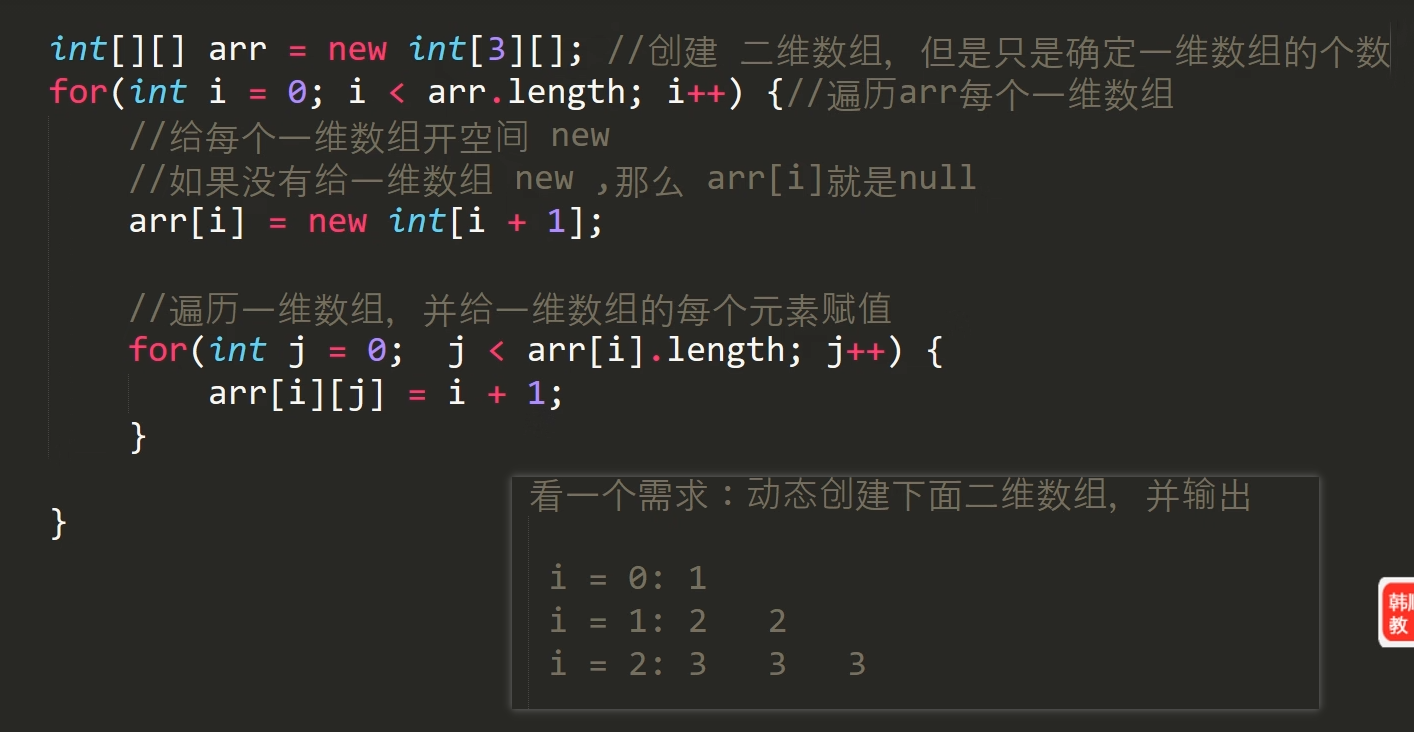 int[][] arr = new int[3][]; //创建 二维数组, 但是只是确定一维数组的个数
for(int i = 0; i < arr.length; i++) {//遍历arr每个一维数组
//给每个一维数组开空间 new
//如果没有给一维数组 new ,那么 arr[i]就是null
arr[i] = new int[i + 1];
//遍历一维数组, 并给一维数组的每个元素赋值
for(int j = 0;  j < arr[i].length; j++) {
arr[i][j] = i + 1;
}
}
看一个需求：动态创建下面二维数组, 并输出
i = 0: 1
i = 1: 2   2
i = 2: 3   3   3
教